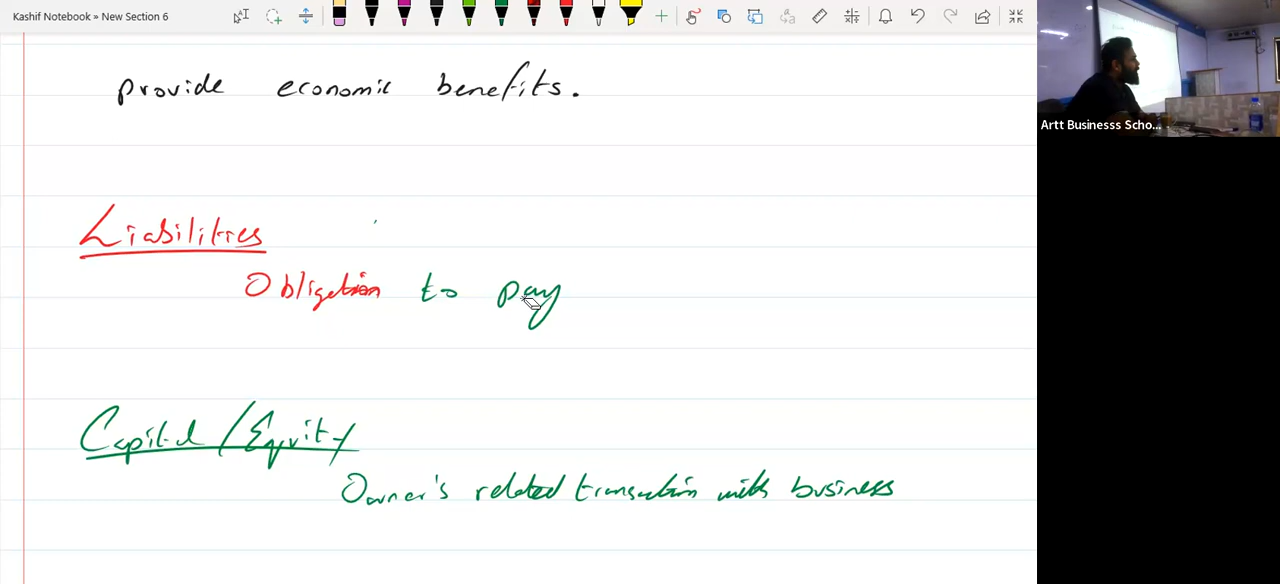 Kashif Notebook » New Section 6
provide economic benefits.
Artt Businesss Scho...
Liabilities
Obligation to pay
Capital/Equity
Owner's related transaction with business